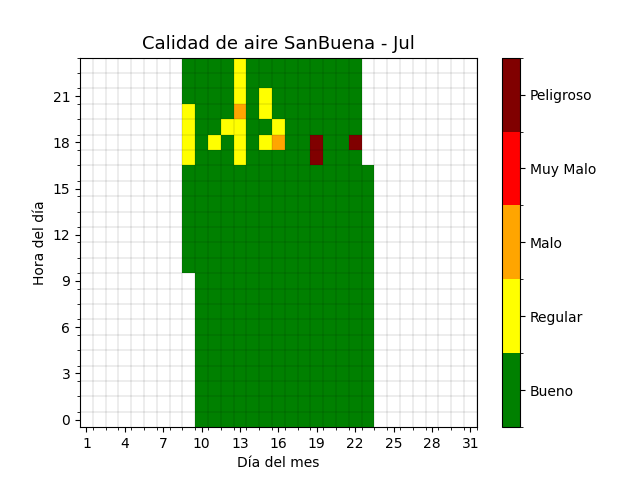 Calidad de aire SanBuena - Jul
Hora del día
21
18
15
12
9
6
3
0
1 4 7 10 13 16 19 22 25 28 31
Día del mes
Peligroso
Muy Malo
Malo
Regular
Bueno